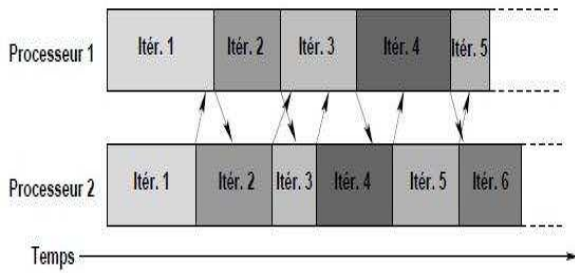 Itér. 1 Itér. 2 Itér. 3 Itér. 4 Itér. 5
Processeur 1
Itér. 1 Itér. 2 Itér. 3 Itér. 4 Itér. 5 Itér. 6
Processeur 2
Temps